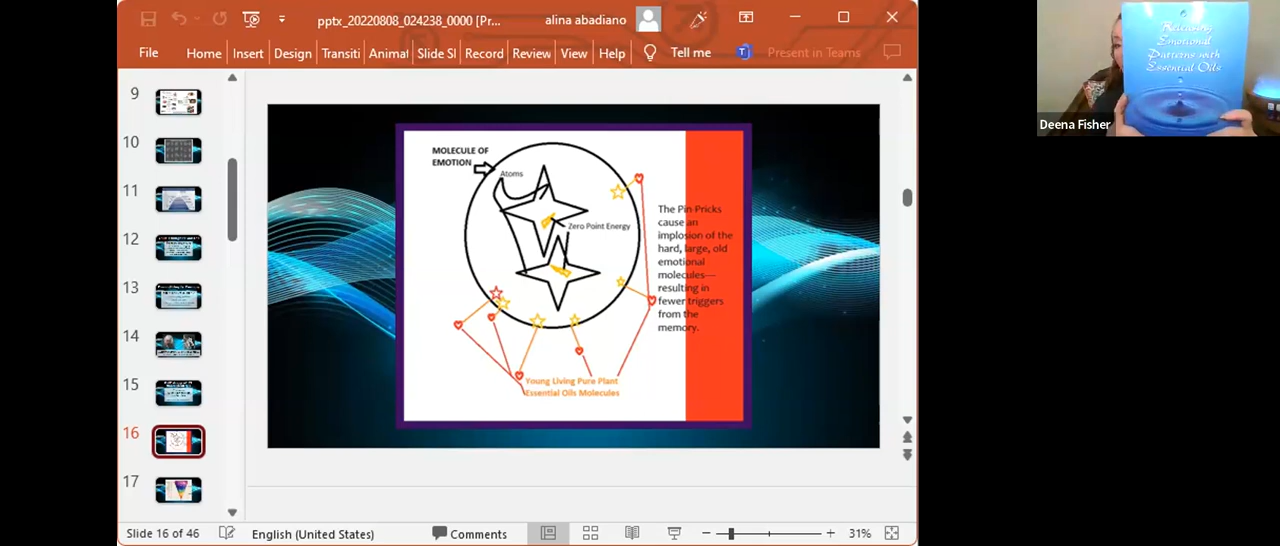 pptx_20220808_024238_0000 [Pr...
alina abadiano
File
Home
Insert
Design
Transiti
Animal
Slide Sl
Record
Review
View
Help
Tell me
Present in Teams
9
10
11
12
13
14
15
16
17
MOLECULE OF
EMOTION
Atoms
Zero Point Energy
The Pin Pricks
cause an
implosion of the
hard, large, old
emotional
molecules—
resulting in
fewer triggers
from the
memory.
Young Living Pure Plant
Essential Oils Molecules
Slide 16 of 46
English (United States)
Comments
31%
Releasing
Emotional
Patterns with
Essential Oils
Deena Fisher